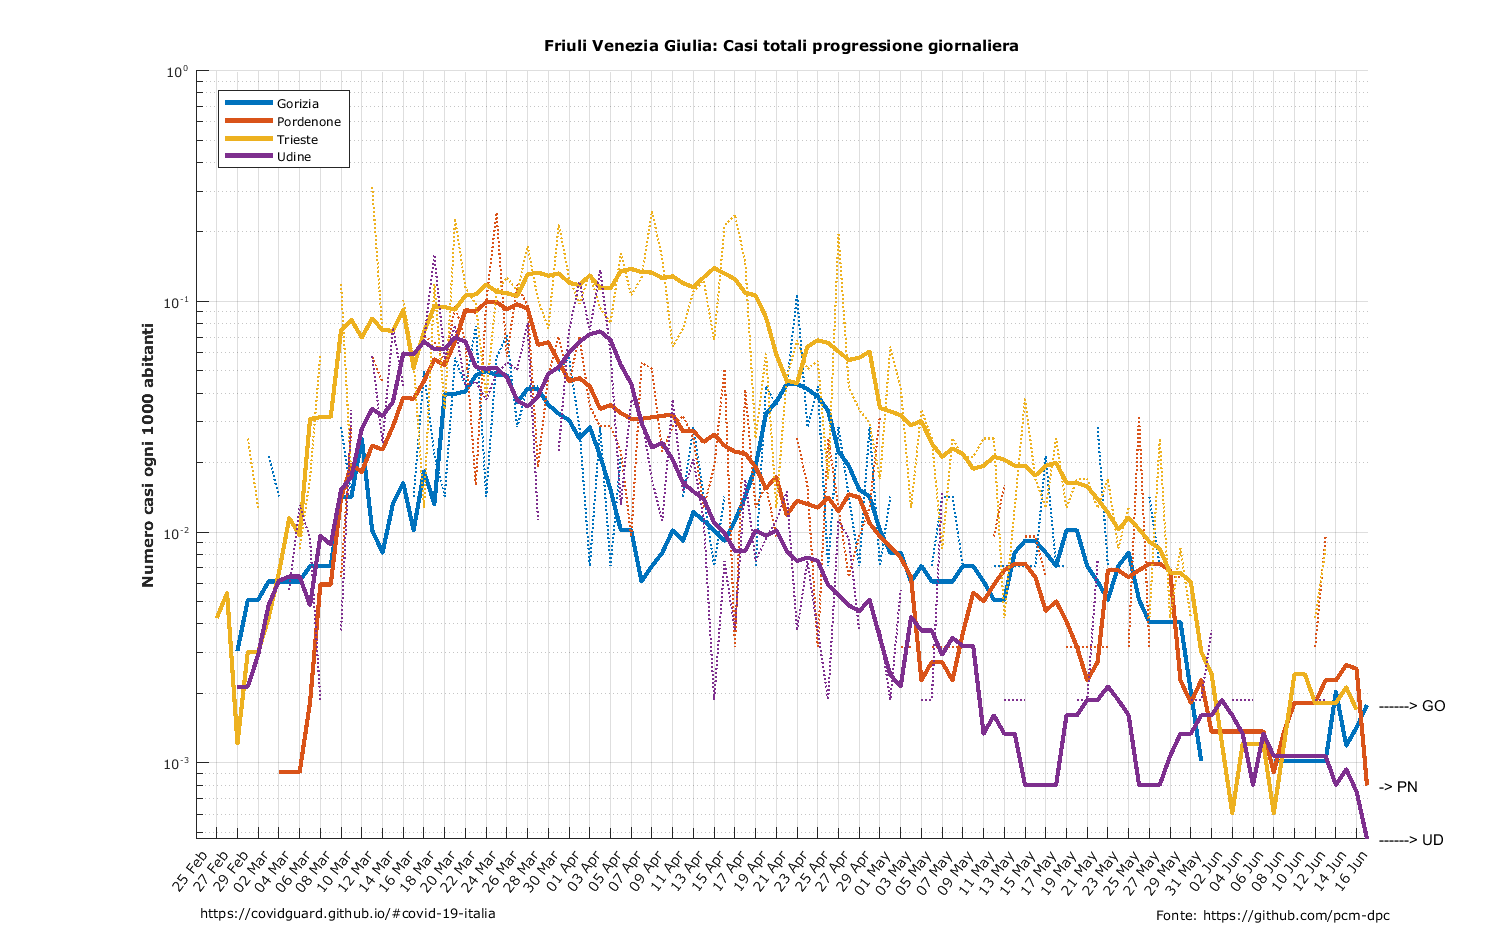 Friuli Venezia Giulia: Casi totali progressione giornaliera
10⁰
10⁻¹
10⁻²
10⁻³
Numero casi ogni 1000 abitanti
Gorizia
Pordenone
Trieste
Udine
------> GO
-> PN
------> UD
25 Feb
27 Feb
29 Feb
02 Mar
04 Mar
06 Mar
08 Mar
10 Mar
12 Mar
14 Mar
16 Mar
18 Mar
20 Mar
22 Mar
24 Mar
26 Mar
28 Mar
30 Mar
01 Apr
03 Apr
05 Apr
07 Apr
09 Apr
11 Apr
13 Apr
15 Apr
17 Apr
19 Apr
21 Apr
23 Apr
25 Apr
27 Apr
29 Apr
01 May
03 May
05 May
07 May
09 May
11 May
13 May
15 May
17 May
19 May
21 May
23 May
25 May
27 May
29 May
31 May
02 Jun
04 Jun
06 Jun
08 Jun
10 Jun
12 Jun
14 Jun
16 Jun
https://covidguard.github.io/#covid-19-italia
Fonte: https://github.com/pcm-dpc